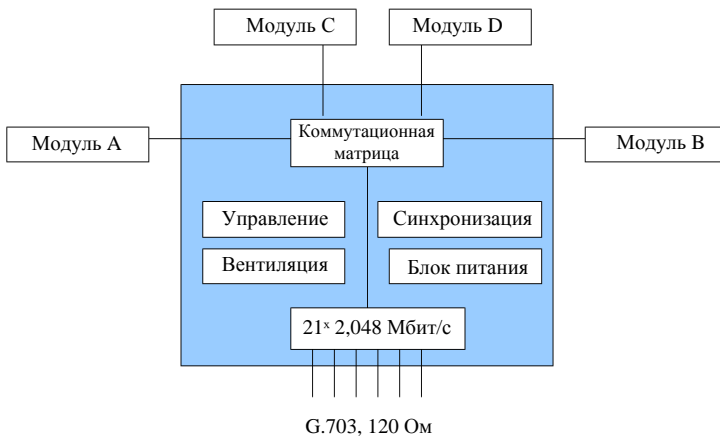 Модуль C
Модуль D
Модуль A
Коммутационная
матрица
Модуль B
Управление
Синхронизация
Вентиляция
Блок питания
21ˣ 2,048 Мбит/с
G.703, 120 Ом